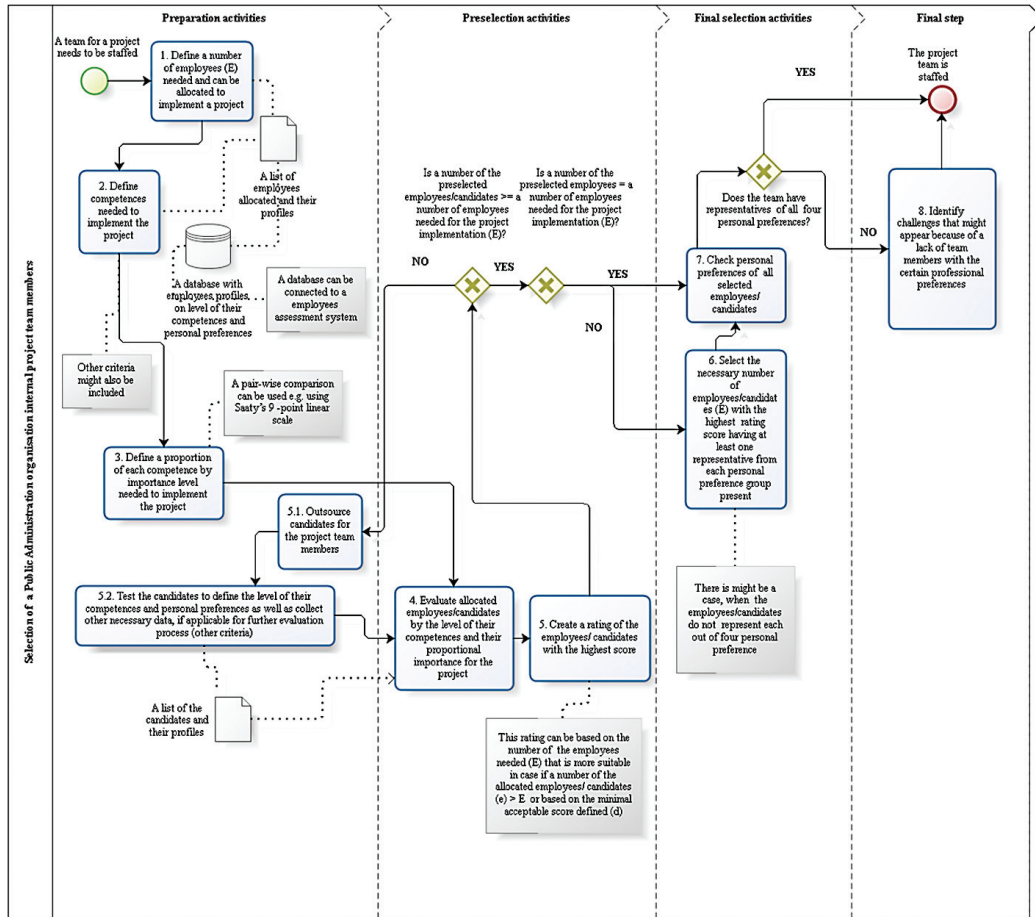 Selection of a Public Administration organisation internal project team members
Preparation activities
Preselection activities
Final selection activities
Final step
A team for a project
needs to be staffed
1. Define a number
of employees (E)
needed and can be
allocated to
implement a project
A list of
employees
allocated and their
profiles
2. Define
competences
needed to
implement the
project
A database with
employees profiles,
on level of their
competences and
personal preferences
A database can be
connected to a
employees
assessment system
Other criteria
might also be
included
A pair-wise comparison
can be used e.g. using
Saaty's 9 -point linear
scale
3. Define a proportion
of each competence by
importance level
needed to implement
the project
5.1. Outsource
candidates for
the project team
members
5.2. Test the candidates to define the level of their
competences and personal preferences as well as collect
other necessary data, if applicable for further evaluation
process (other criteria)
A list of the
candidates and
their profiles
Is a number of the
preselected
employees/candidates >= a
number of employees
needed for the project
implementation (E)?
Is a number of the
preselected employees = a
number of employees
needed for the project
implementation (E)?
NO
YES
YES
NO
4. Evaluate allocated
employees/candidates
by the level of their
competences and their
proportional
importance for the
project
5. Create a rating of the
employees/ candidates
with the highest score
This rating can be based on the
number of the employees
needed (E) that is more suitable
in case if a number of the
allocated employees/ candidates
(e) > E or based on the minimal
acceptable score defined (d)
YES
Does the team have
representatives of all four
personal preferences?
NO
7. Check personal
preferences of all
selected
employees/
candidates
6. Select the
necessary number
of
employees/candidat
es (E) with the
highest rating
score having at
least one
representative from
each personal
preference group
present
There is might be a
case, when the
employees/candidates
do not represent each
out of four personal
preference
The project
team is
staffed
8. Identify
challenges that might
appear because of a
lack of team
members with the
certain professional
preferences